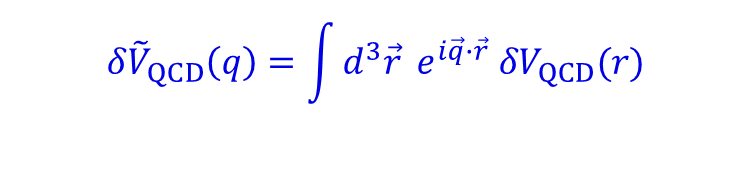 δṼ_QCD(q) = ∫ d³r⃗ e^{iq⃗·r⃗} δV_QCD(r)